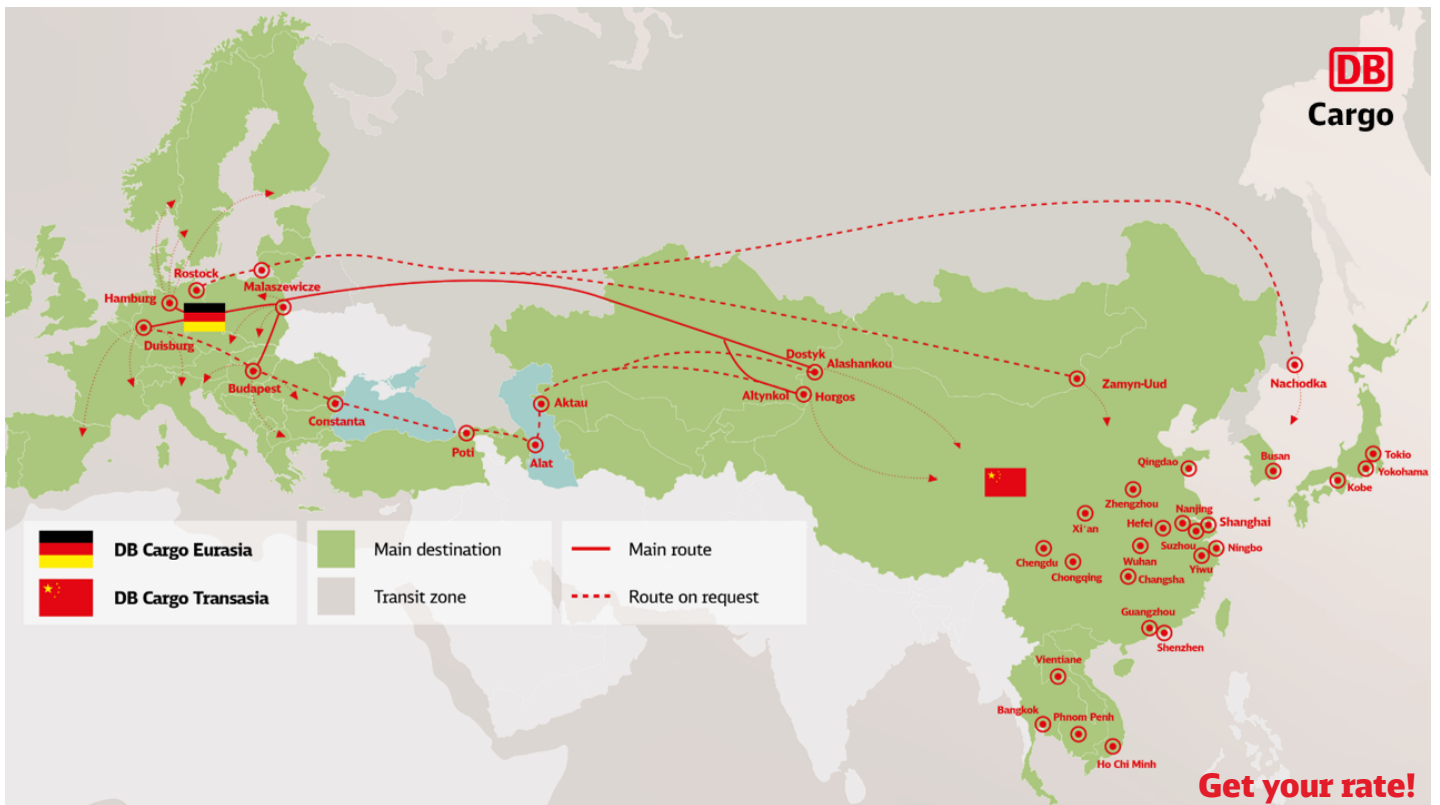 DB
Cargo
Rostock
Malaszewicze
Hamburg
Duisburg
Budapest
Constanta
Poti
Alat
Aktau
Dostyk
Alashankou
Altynkol
Horgos
Zamyn-Uud
Nachodka
Busan
Tokio
Yokohama
Kobe
Qingdao
Zhengzhou
Xi'an
Hefei
Nanjing
Shanghai
Suzhou
Ningbo
Yiwu
Wuhan
Chengdu
Chongqing
Changsha
Guangzhou
Shenzhen
Vientiane
Bangkok
Phnom Penh
Ho Chi Minh
DB Cargo Eurasia
DB Cargo Transasia
Main destination
Transit zone
Main route
Route on request
Get your rate!